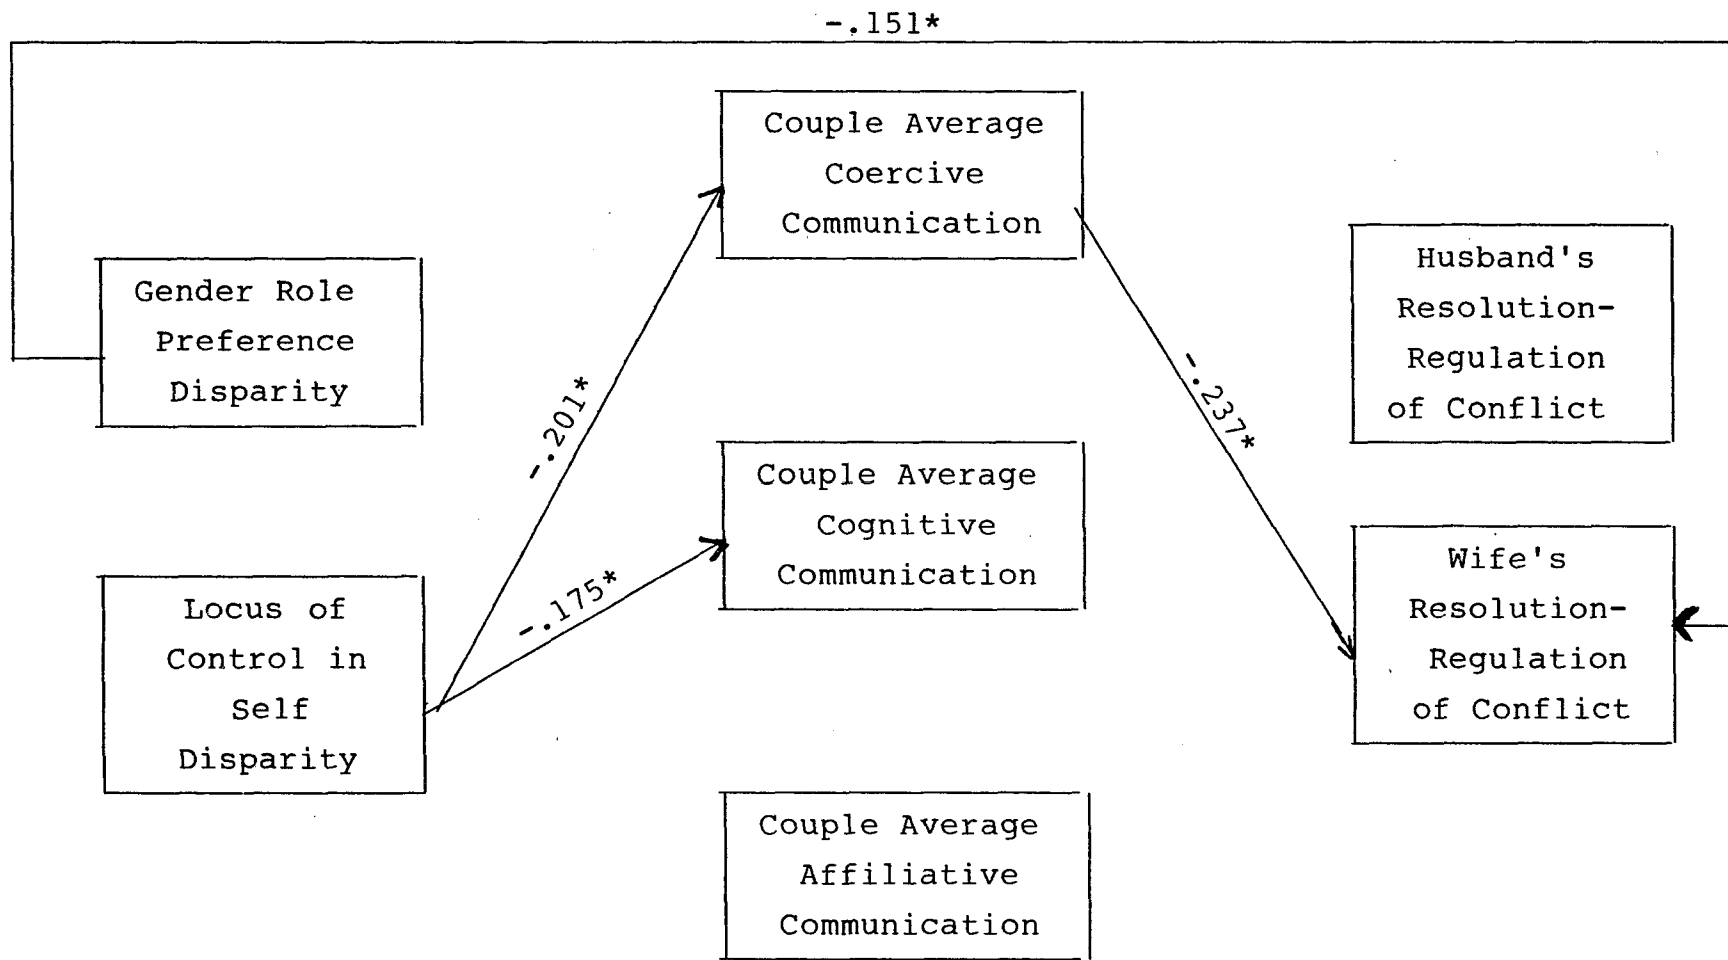 -.151*
Couple Average
Coercive
Communication
Gender Role
Preference
Disparity
Husband's
Resolution-
Regulation
of Conflict
-.201*
-.237*
Couple Average
Cognitive
Communication
-.175*
Locus of
Control in
Self
Disparity
Wife's
Resolution-
Regulation
of Conflict
Couple Average
Affiliative
Communication